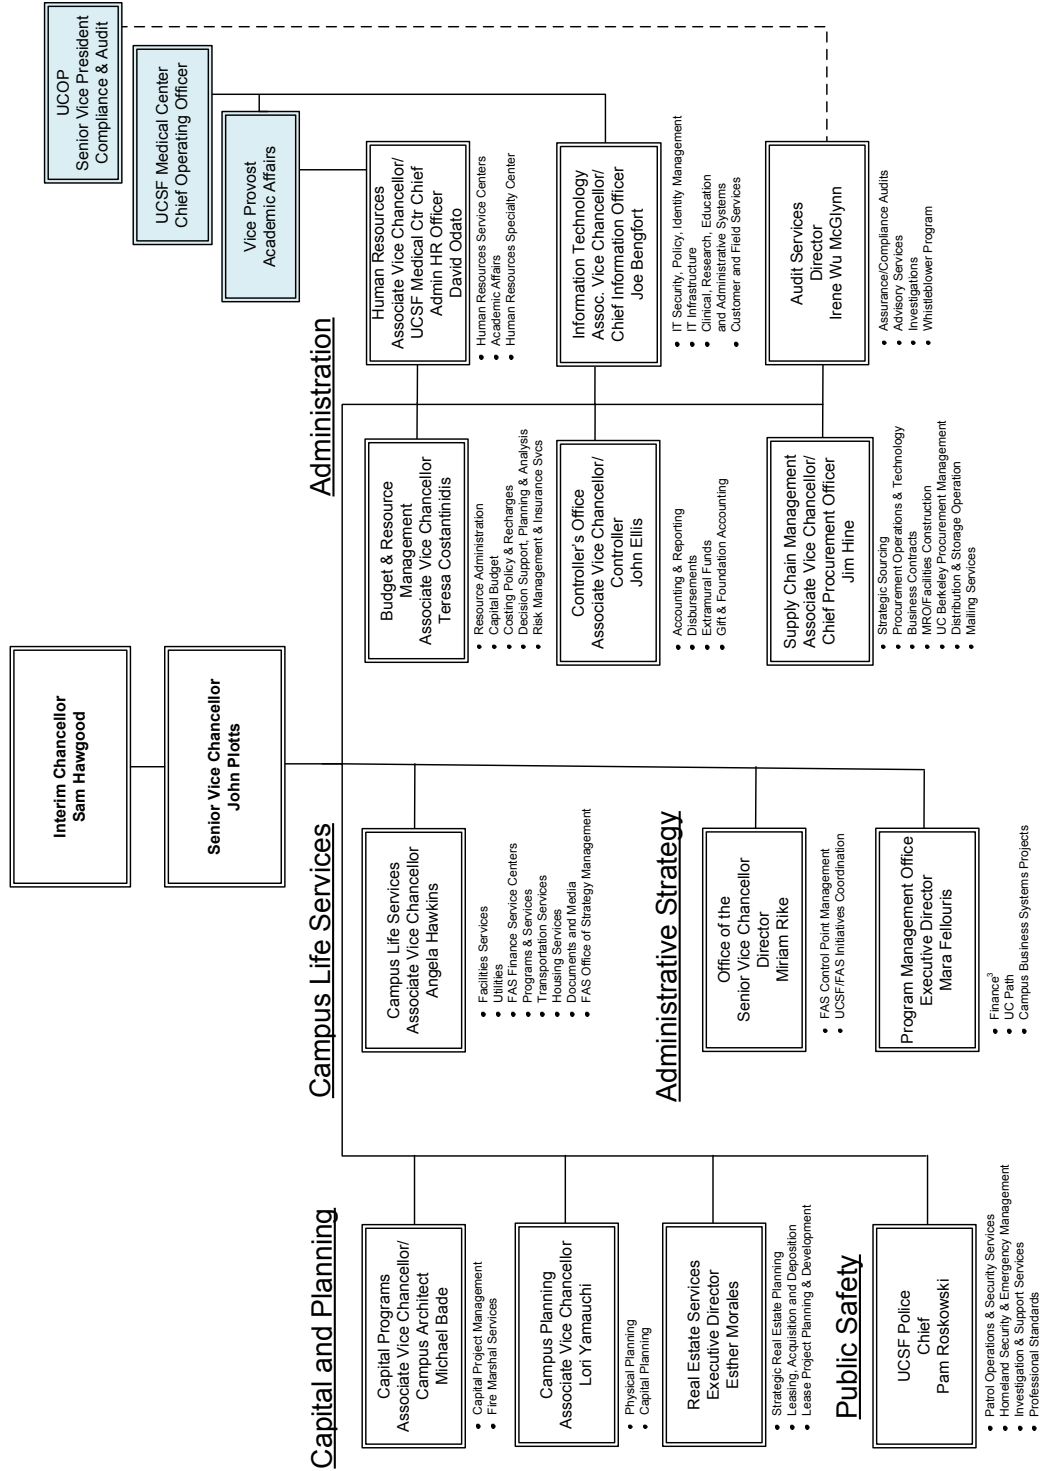 Interim Chancellor
Sam Hawgood
Senior Vice Chancellor
John Plotts
UCOP
Senior Vice President
Compliance & Audit
UCSF Medical Center
Chief Operating Officer
Vice Provost
Academic Affairs
Capital and Planning
Capital Programs
Associate Vice Chancellor/
Campus Architect
Michael Bade
• Capital Project Management
• Fire Marshal Services
Campus Planning
Associate Vice Chancellor
Lori Yamauchi
• Physical Planning
• Capital Planning
Real Estate Services
Executive Director
Esther Morales
• Strategic Real Estate Planning
• Leasing, Acquisition and Deposition
• Lease Project Planning & Development
Public Safety
UCSF Police
Chief
Pam Roskowski
• Patrol Operations & Security Services
• Homeland Security & Emergency Management
• Investigation & Support Services
• Professional Standards
Campus Life Services
Campus Life Services
Associate Vice Chancellor
Angela Hawkins
• Facilities Services
• Utilities
• FAS Finance Service Centers
• Programs & Services
• Transportation Services
• Housing Services
• Documents and Media
• FAS Office of Strategy Management
Administrative Strategy
Office of the
Senior Vice Chancellor
Director
Miriam Rike
• FAS Control Point Management
• UCSF/FAS Initiatives Coordination
Program Management Office
Executive Director
Mara Fellouris
• Finance³
• UC Path
• Campus Business Systems Projects
Administration
Budget & Resource
Management
Associate Vice Chancellor
Teresa Costantinidis
• Resource Administration
• Capital Budget
• Costing Policy & Recharges
• Decision Support, Planning & Analysis
• Risk Management & Insurance Svcs
Human Resources
Associate Vice Chancellor/
UCSF Medical Ctr Chief
Admin HR Officer
David Odato
• Human Resources Service Centers
• Academic Affairs
• Human Resources Specialty Center
Controller's Office
Associate Vice Chancellor/
Controller
John Ellis
• Accounting & Reporting
• Disbursements
• Extramural Funds
• Gift & Foundation Accounting
Information Technology
Assoc. Vice Chancellor/
Chief Information Officer
Joe Bengfort
• IT Security, Policy, Identity Management
• IT Infrastructure
• Clinical, Research, Education
and Administrative Systems
• Customer and Field Services
Supply Chain Management
Associate Vice Chancellor/
Chief Procurement Officer
Jim Hine
• Strategic Sourcing
• Procurement Operations & Technology
• Business Contracts
• MRO/Facilities Construction
• UC Berkeley Procurement Management
• Distribution & Storage Operation
• Mailing Services
Audit Services
Director
Irene Wu McGlynn
• Assurance/Compliance Audits
• Advisory Services
• Investigations
• Whistleblower Program